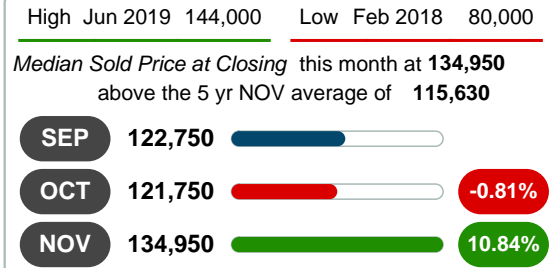 High Jun 2019 144,000 Low Feb 2018 80,000
Median Sold Price at Closing this month at 134,950
above the 5 yr NOV average of 115,630
SEP 122,750
OCT 121,750 -0.81%
NOV 134,950 10.84%